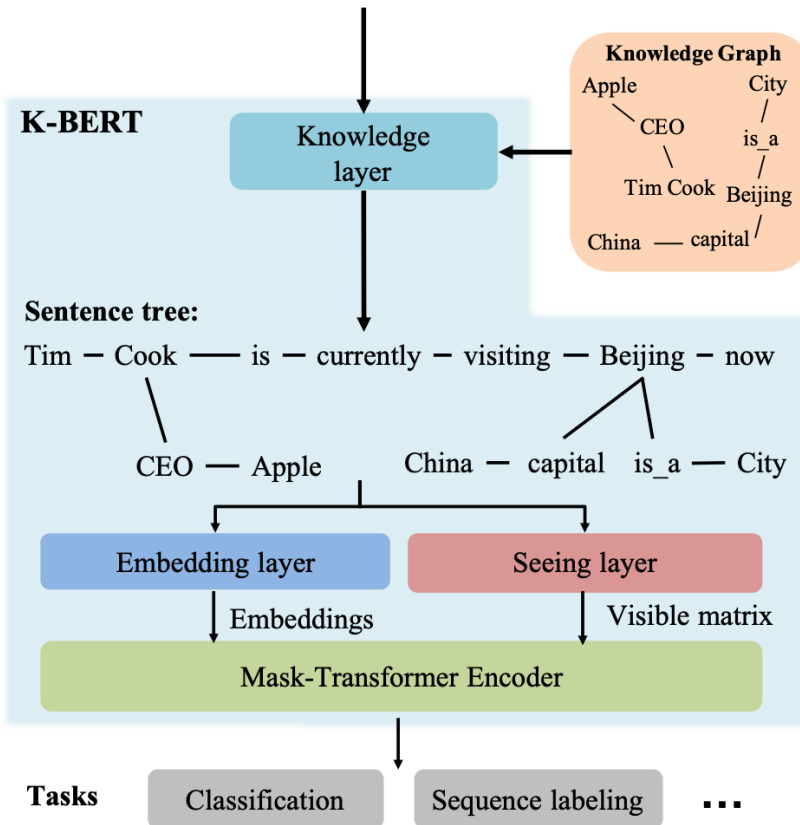 Knowledge Graph
Apple
City
CEO
is_a
Tim Cook
Beijing
China
capital
K-BERT
Knowledge
layer
Sentence tree:
Tim Cook is currently visiting Beijing now
CEO Apple
China capital
is_a City
Embedding layer
Seeing layer
Embeddings
Visible matrix
Mask-Transformer Encoder
Tasks
Classification
Sequence labeling
...